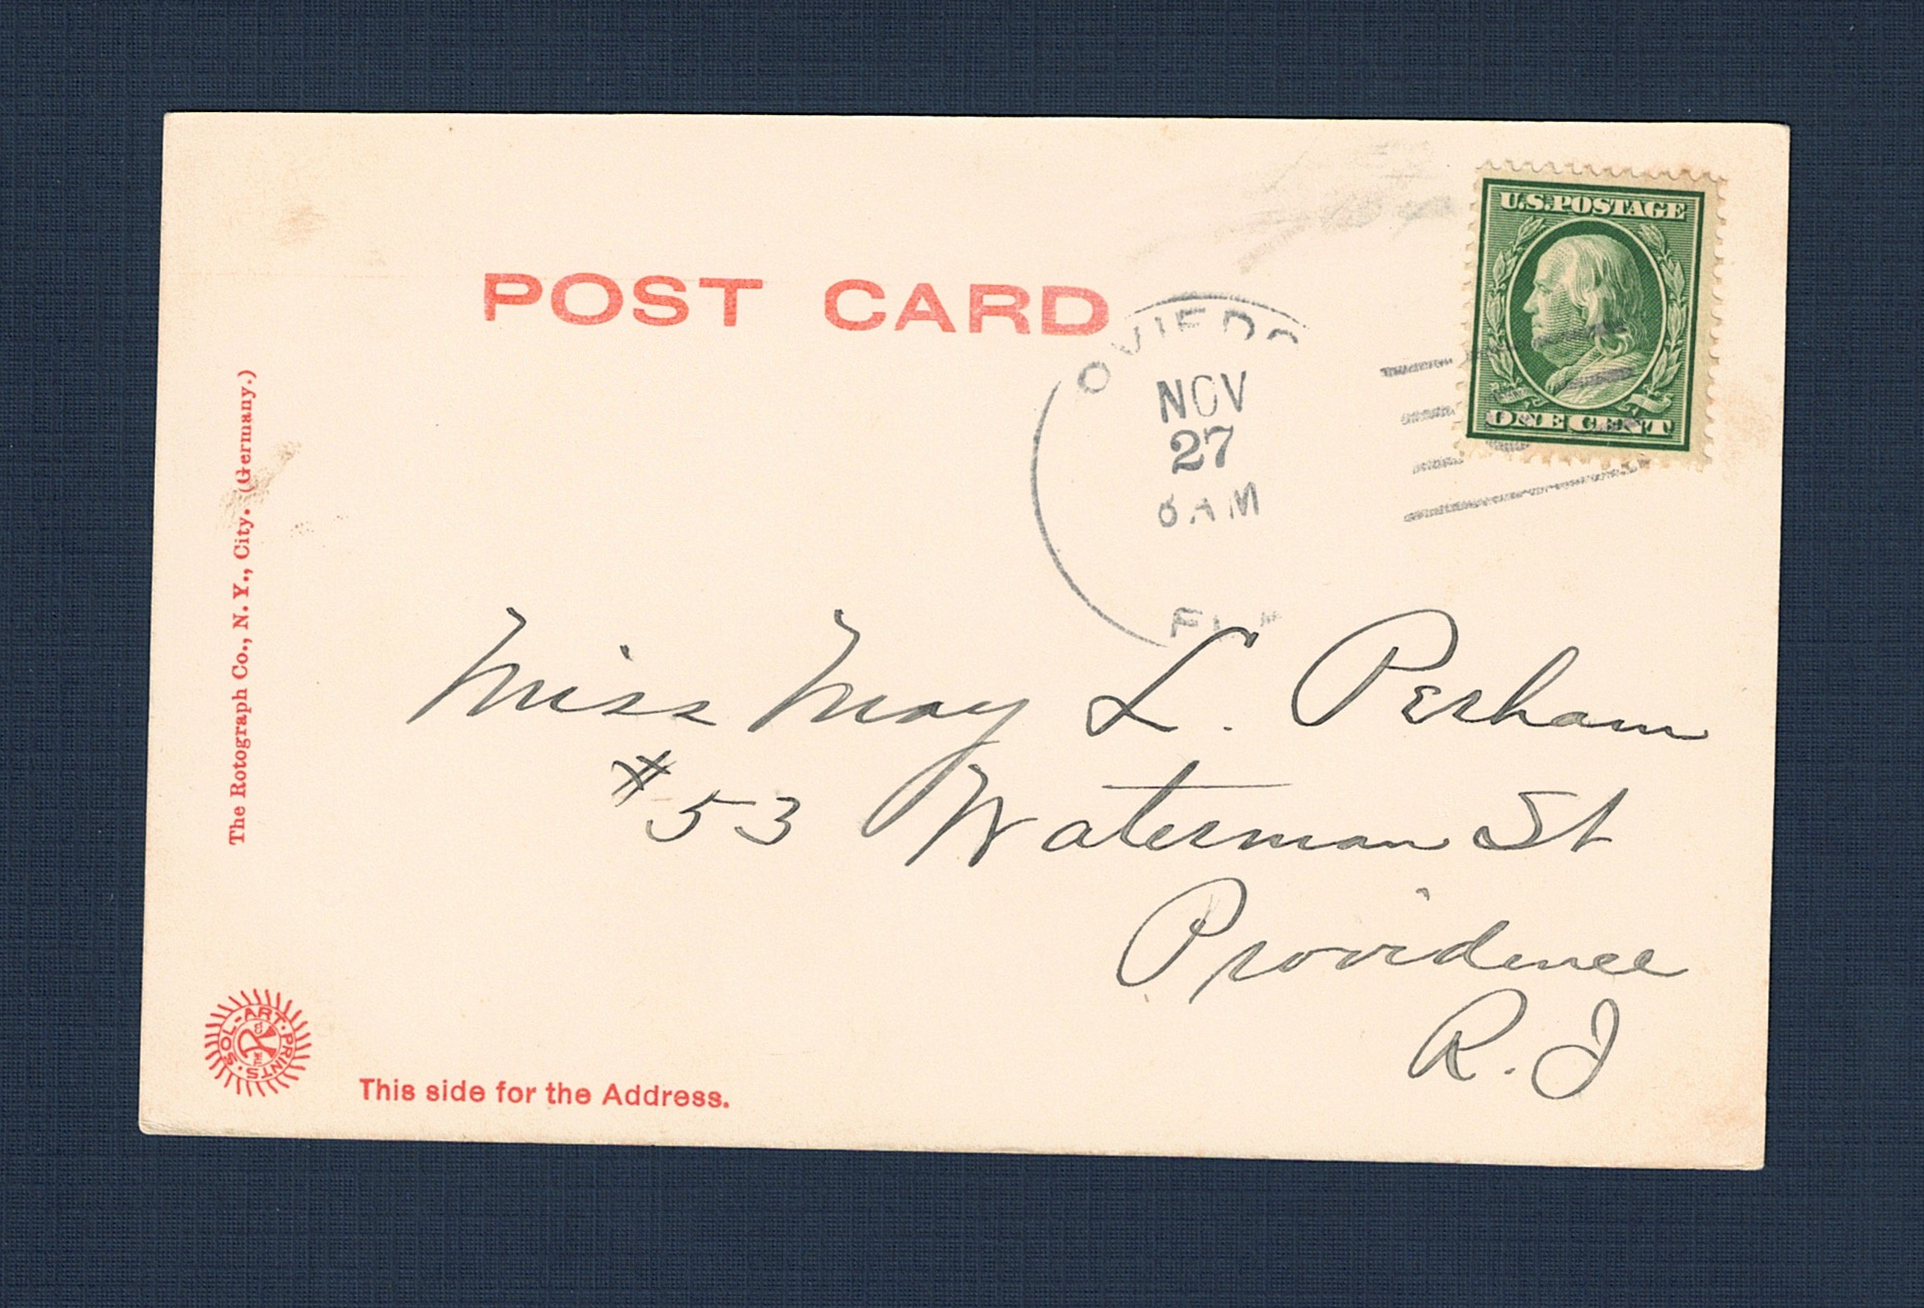 POST CARD
U.S. POSTAGE
ONE CENT
OVIEDO
NOV
27
6 AM
FLA
The Rotograph Co., N. Y., City. (Germany.)
Miss May L. Perham
#53 Waterman St
Providence
R. I
SOL-ART-PRINTS.
THE
This side for the Address.